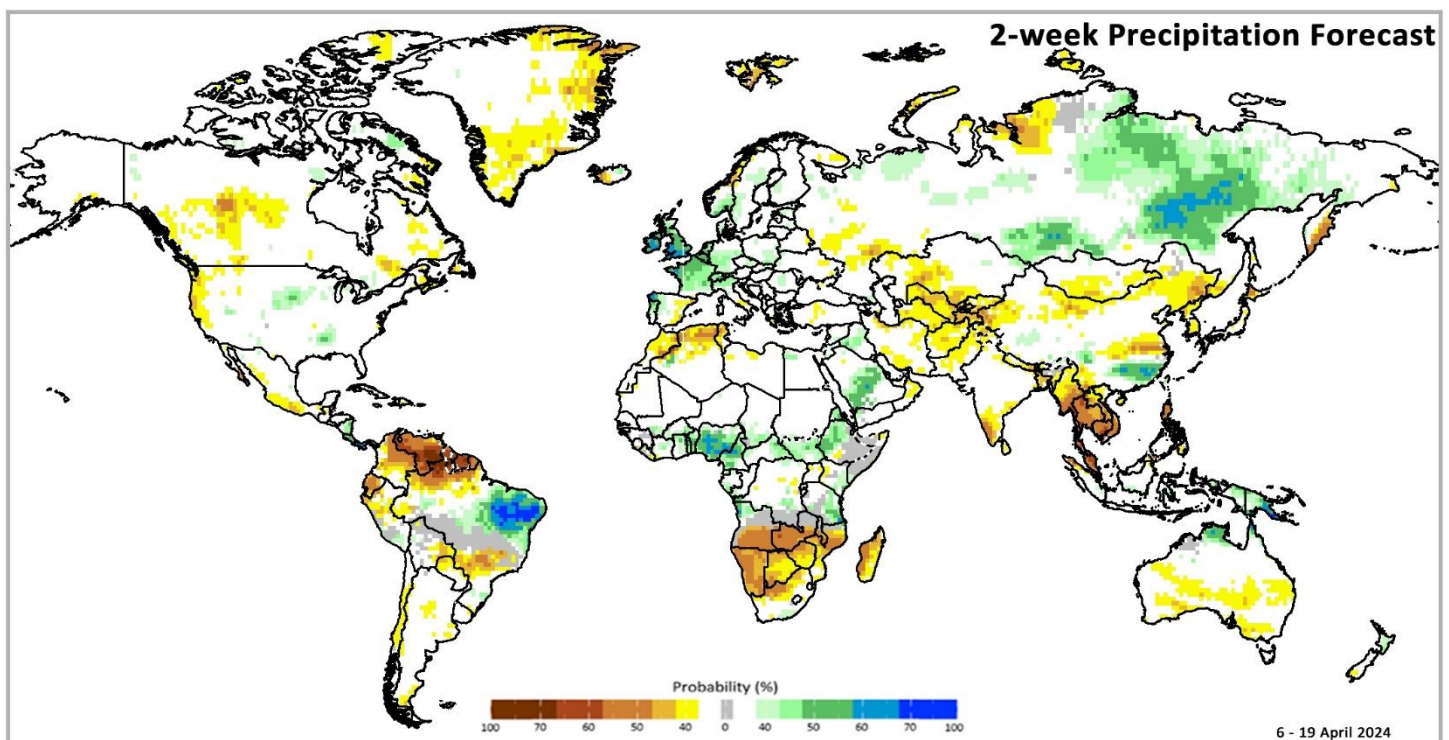 2-week Precipitation Forecast
Probability (%)
100 70 60 50 40 0 40 50 60 70 100
6 - 19 April 2024